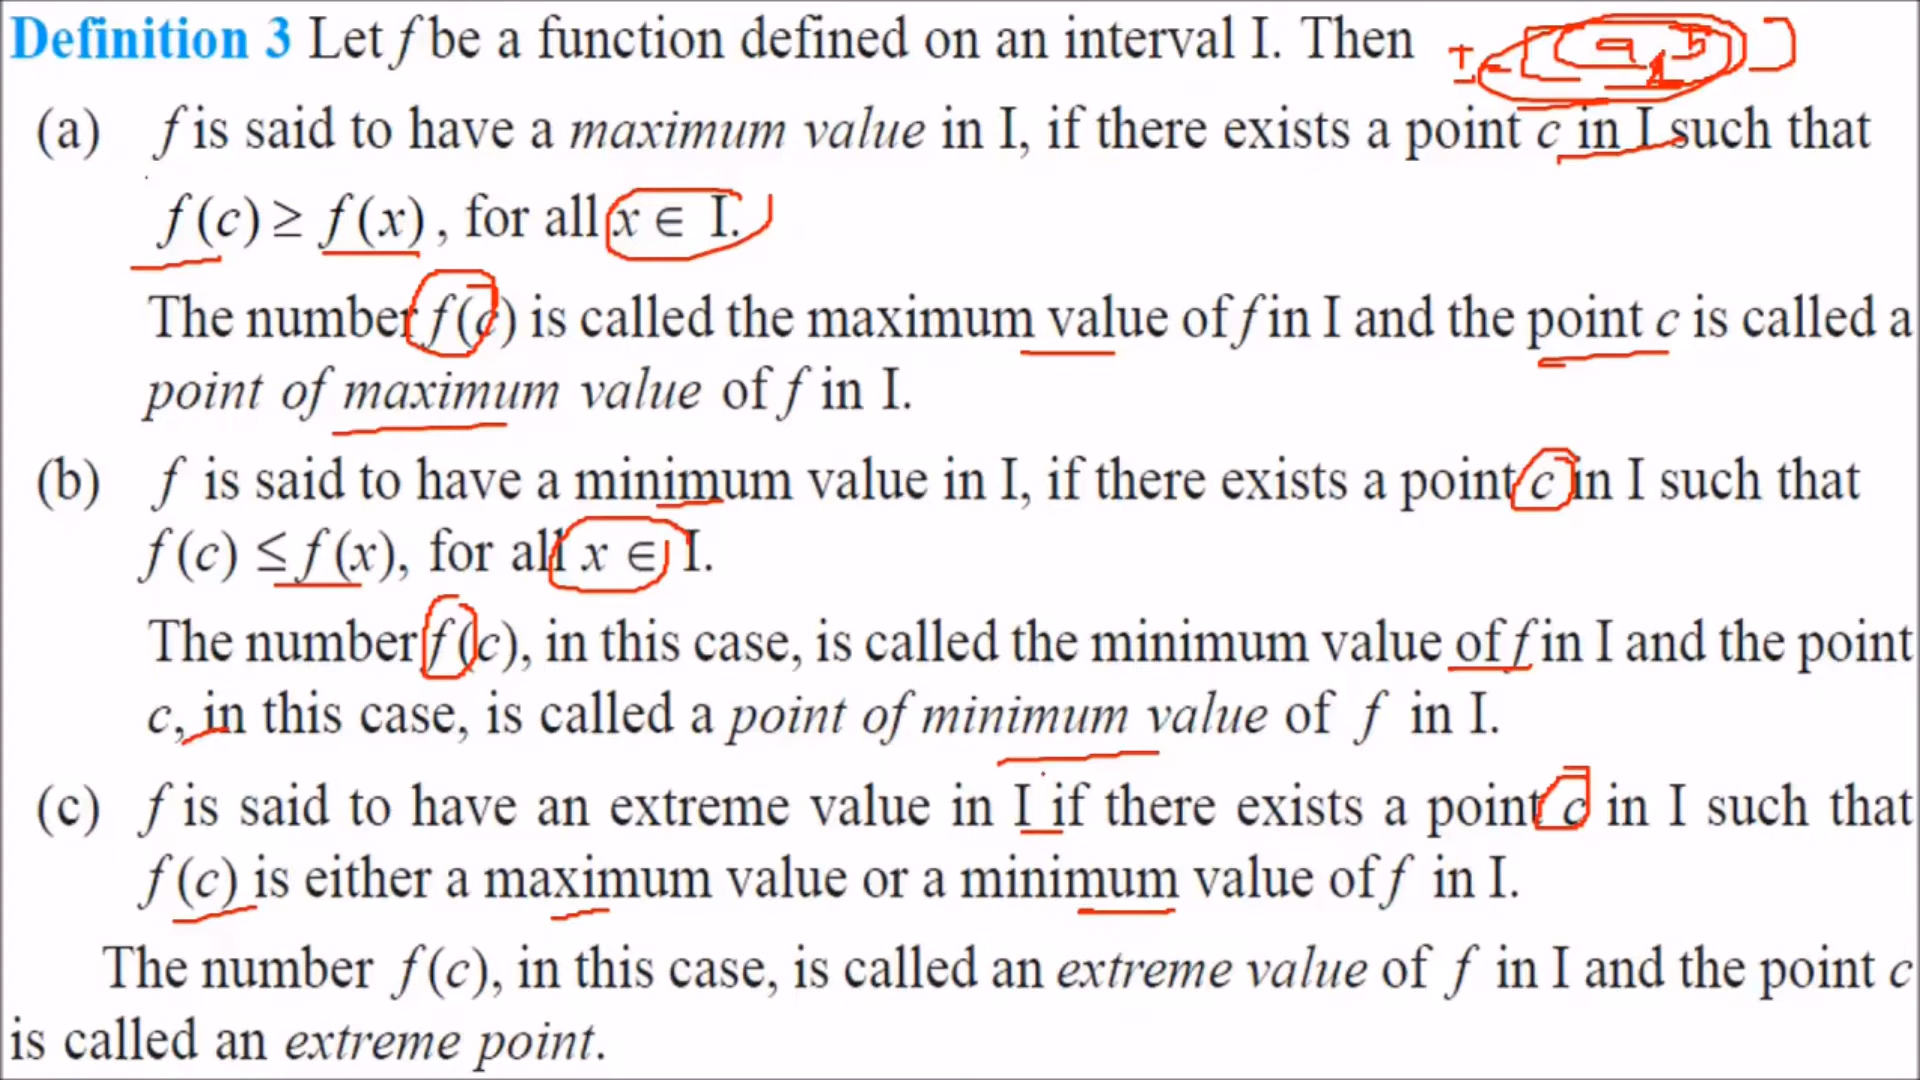 Definition 3 Let f be a function defined on an interval I. Then
(a) f is said to have a maximum value in I, if there exists a point c in I such that
f (c) ≥ f (x) , for all x ∈ I.
The number f (c) is called the maximum value of f in I and the point c is called a
point of maximum value of f in I.
(b) f is said to have a minimum value in I, if there exists a point c in I such that
f (c) ≤ f (x), for all x ∈ I.
The number f (c), in this case, is called the minimum value of f in I and the point
c, in this case, is called a point of minimum value of f in I.
(c) f is said to have an extreme value in I if there exists a point c in I such that
f (c) is either a maximum value or a minimum value of f in I.
The number f (c), in this case, is called an extreme value of f in I and the point c
is called an extreme point.